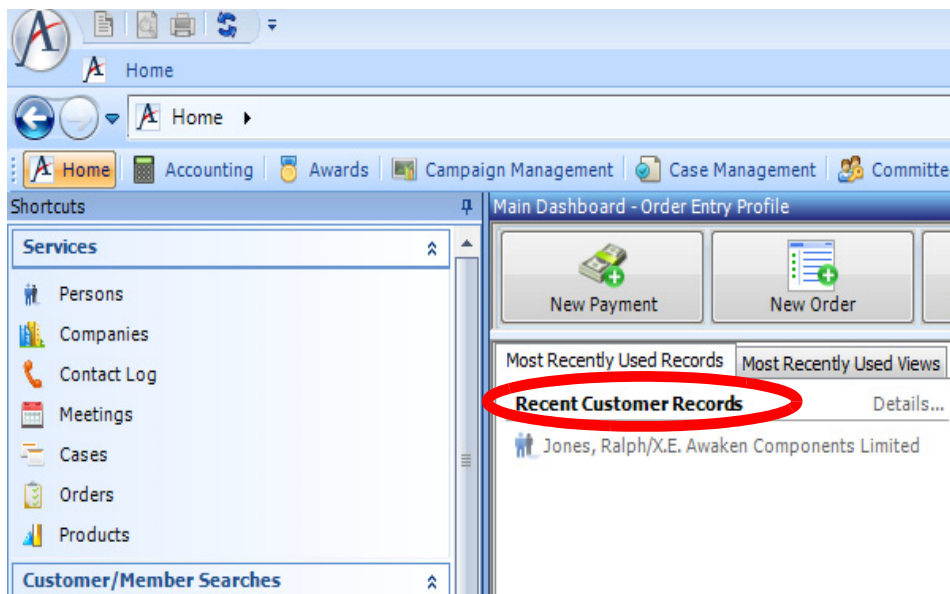 Home
Home
Home Accounting Awards Campaign Management Case Management Committe
Shortcuts
Main Dashboard - Order Entry Profile
Services
Persons
Companies
Contact Log
Meetings
Cases
Orders
Products
Customer/Member Searches
New Payment
New Order
Most Recently Used Records
Most Recently Used Views
Recent Customer Records
Details...
Jones, Ralph/X.E. Awaken Components Limited